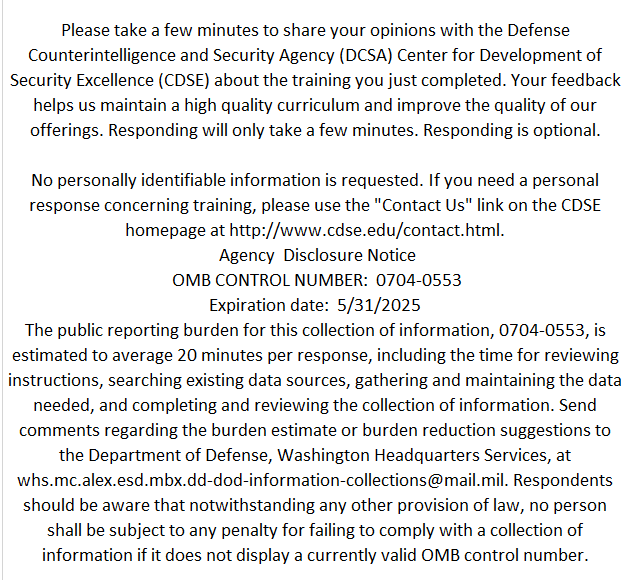 Please take a few minutes to share your opinions with the Defense
Counterintelligence and Security Agency (DCSA) Center for Development of
Security Excellence (CDSE) about the training you just completed. Your feedback
helps us maintain a high quality curriculum and improve the quality of our
offerings. Responding will only take a few minutes. Responding is optional.
No personally identifiable information is requested. If you need a personal
response concerning training, please use the "Contact Us" link on the CDSE
homepage at http://www.cdse.edu/contact.html.
Agency  Disclosure Notice
OMB CONTROL NUMBER:  0704-0553
Expiration date:  5/31/2025
The public reporting burden for this collection of information, 0704-0553, is
estimated to average 20 minutes per response, including the time for reviewing
instructions, searching existing data sources, gathering and maintaining the data
needed, and completing and reviewing the collection of information. Send
comments regarding the burden estimate or burden reduction suggestions to
the Department of Defense, Washington Headquarters Services, at
whs.mc.alex.esd.mbx.dd-dod-information-collections@mail.mil. Respondents
should be aware that notwithstanding any other provision of law, no person
shall be subject to any penalty for failing to comply with a collection of
information if it does not display a currently valid OMB control number.